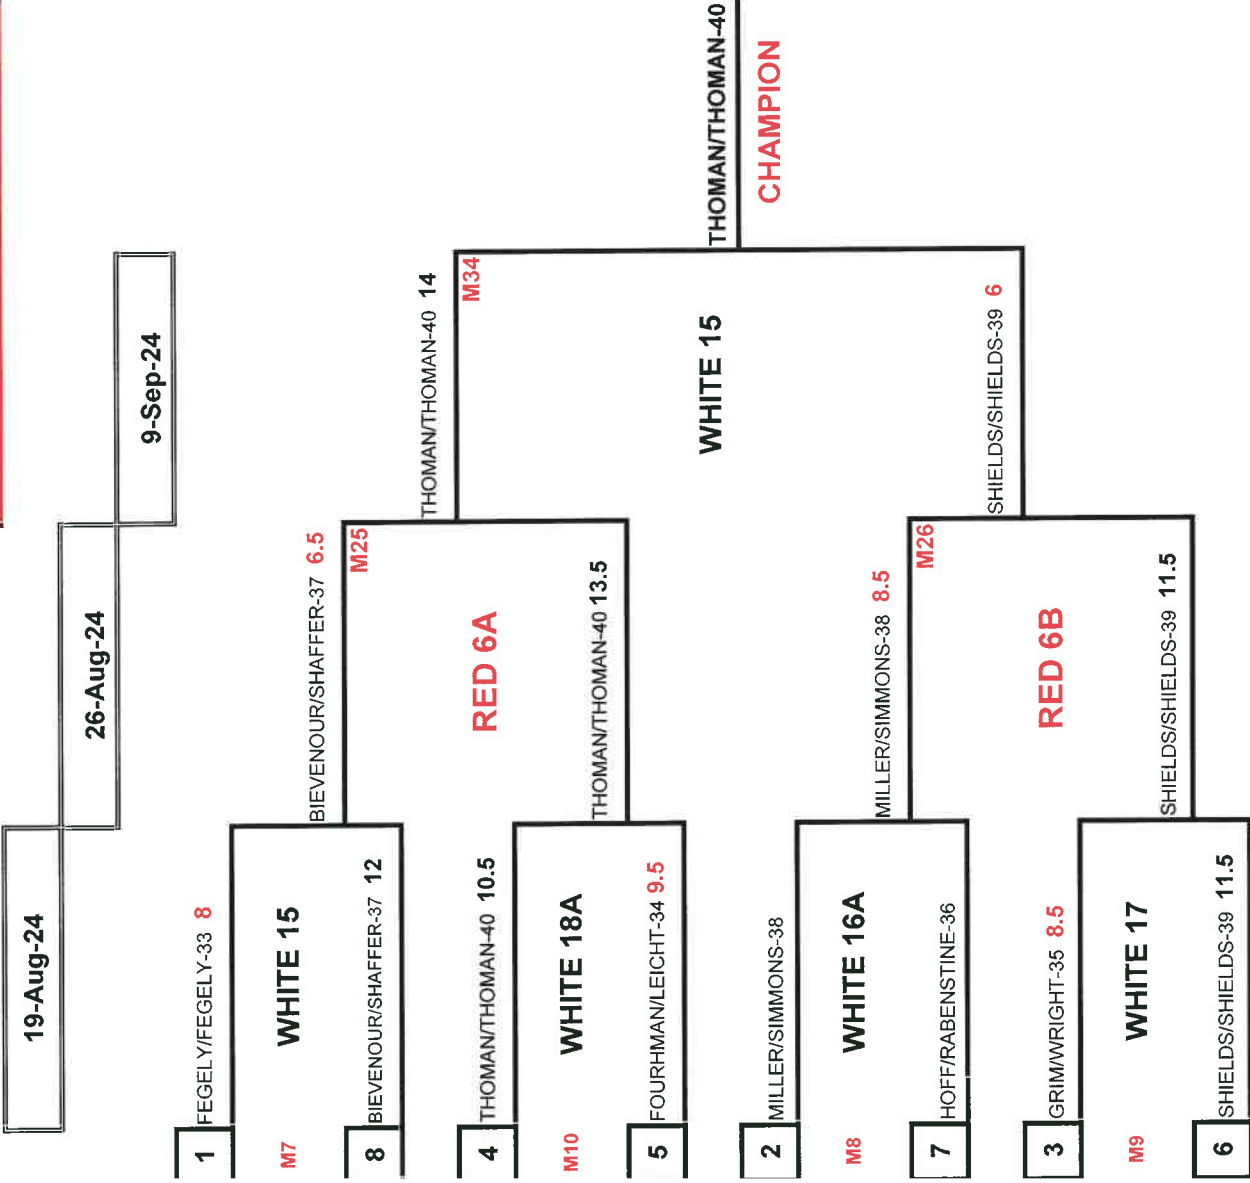 19-Aug-24
26-Aug-24
9-Sep-24
1
FEGELY/FEGELY-33 8
M7
WHITE 15
8
BIEVENOUR/SHAFFER-37 12
BIEVENOUR/SHAFFER-37 6.5
M25
4
THOMAN/THOMAN-40 10.5
M10
WHITE 18A
5
FOURHMAN/LEICHT-34 9.5
RED 6A
THOMAN/THOMAN-40 13.5
THOMAN/THOMAN-40 14
M34
2
MILLER/SIMMONS-38
M8
WHITE 16A
7
HOFF/RABENSTINE-36
MILLER/SIMMONS-38 8.5
M26
3
GRIM/WRIGHT-35 8.5
M9
WHITE 17
6
SHIELDS/SHIELDS-39 11.5
RED 6B
SHIELDS/SHIELDS-39 11.5
SHIELDS/SHIELDS-39 6
WHITE 15
THOMAN/THOMAN-40
CHAMPION